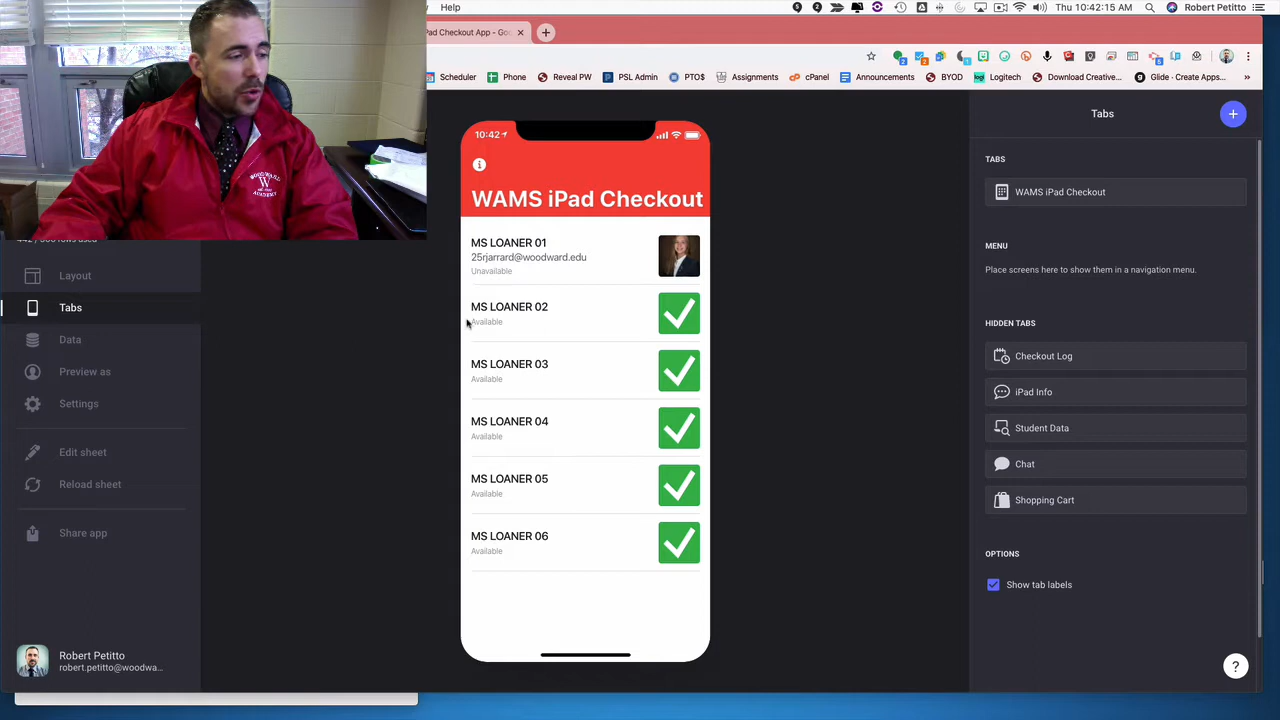 Help
Thu 10:42:15 AM
Robert Petitto
Pad Checkout App - Goo
Scheduler
Phone
Reveal PW
PSL Admin
PTO$
Assignments
cPanel
Announcements
BYOD
Logitech
Download Creative...
Glide · Create Apps...
WOODWARD
W
ACADEMY
Layout
Tabs
Data
Preview as
Settings
Edit sheet
Reload sheet
Share app
Robert Petitto
robert.petitto@woodwa...
10:42
WAMS iPad Checkout
MS LOANER 01
25rjarrard@woodward.edu
Unavailable
MS LOANER 02
Available
MS LOANER 03
Available
MS LOANER 04
Available
MS LOANER 05
Available
MS LOANER 06
Available
Tabs
TABS
WAMS iPad Checkout
MENU
Place screens here to show them in a navigation menu.
HIDDEN TABS
Checkout Log
iPad Info
Student Data
Chat
Shopping Cart
OPTIONS
Show tab labels
?